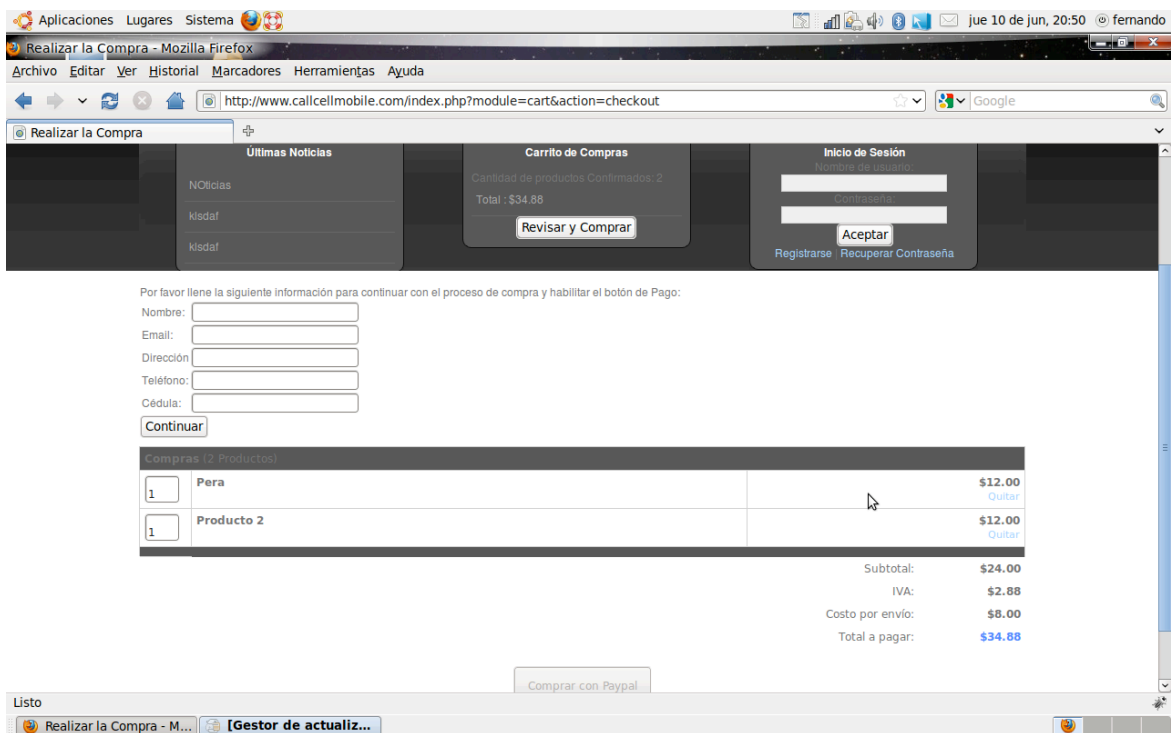 Aplicaciones Lugares Sistema jue 10 de jun, 20:50 fernando
Realizar la Compra - Mozilla Firefox
Archivo Editar Ver Historial Marcadores Herramientas Ayuda
http://www.callcellmobile.com/index.php?module=cart&action=checkout Google
Realizar la Compra
Últimas Noticias
NOticias
klsdaf
klsdaf
Carrito de Compras
Cantidad de productos Confirmados: 2
Total : $34.88
Revisar y Comprar
Inicio de Sesión
Nombre de usuario:
Contraseña:
Aceptar
Registrarse | Recuperar Contraseña
Por favor llene la siguiente información para continuar con el proceso de compra y habilitar el botón de Pago:
Nombre:
Email:
Dirección
Teléfono:
Cédula:
Continuar
Compras (2 Productos)
1 Pera $12.00
Quitar
1 Producto 2 $12.00
Quitar
Subtotal: $24.00
IVA: $2.88
Costo por envío: $8.00
Total a pagar: $34.88
Comprar con Paypal
Listo
Realizar la Compra - M... [Gestor de actualiz...